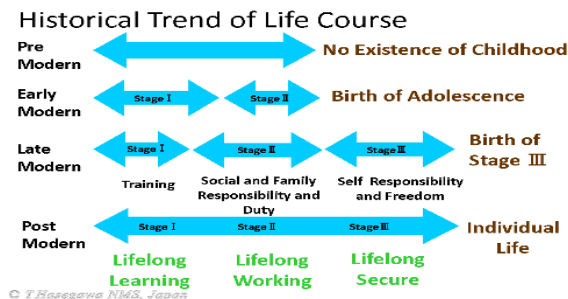 Historical Trend of Life Course
Pre
Modern
No Existence of Childhood
Early
Modern
Stage Ⅰ
Stage Ⅱ
Birth of Adolescence
Late
Modern
Stage Ⅰ
Stage Ⅱ
Stage Ⅲ
Birth of
Stage Ⅲ
Training
Social and Family
Responsibility and
Duty
Self Responsibility
and Freedom
Post
Modern
Stage Ⅰ
Stage Ⅱ
Stage Ⅲ
Individual
Life
Lifelong
Learning
Lifelong
Working
Lifelong
Secure
© T.Hasegawa NMS, Japan